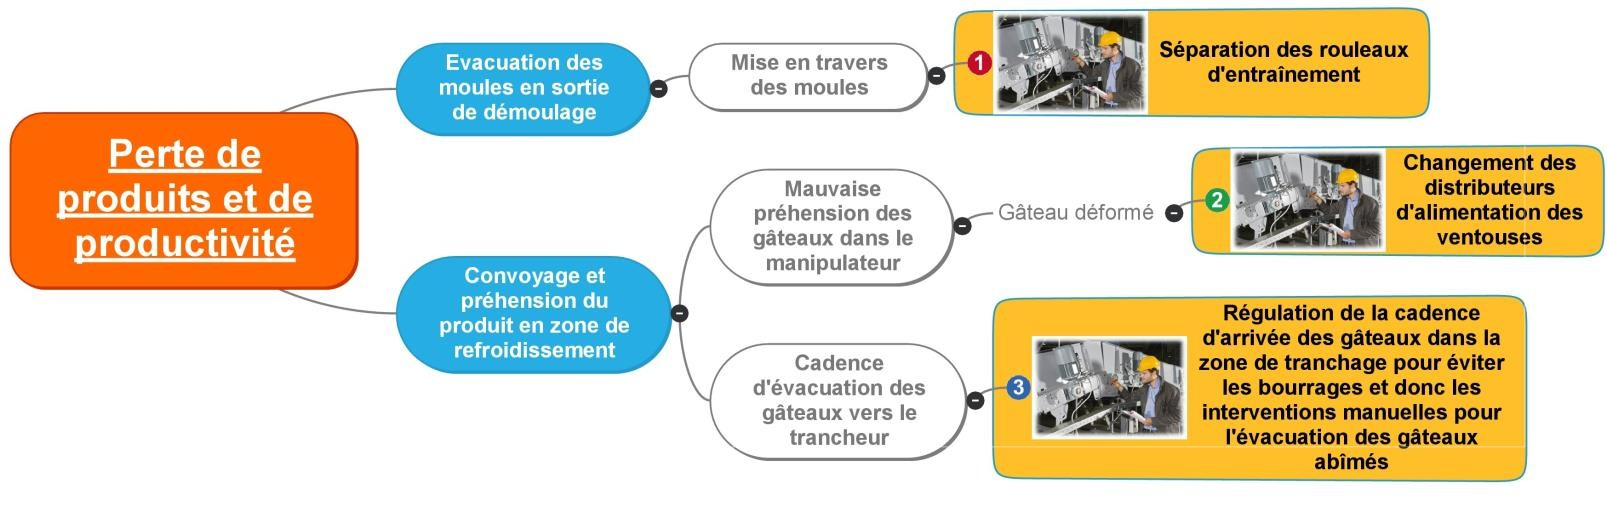 Perte de
produits et de
productivité
Evacuation des
moules en sortie
de démoulage
Mise en travers
des moules
1
Séparation des rouleaux
d'entraînement
Convoyage et
préhension du
produit en zone de
refroidissement
Mauvaise
préhension des
gâteaux dans le
manipulateur
Gâteau déformé
2
Changement des
distributeurs
d'alimentation des
ventouses
Cadence
d'évacuation des
gâteaux vers le
trancheur
3
Régulation de la cadence
d'arrivée des gâteaux dans la
zone de tranchage pour éviter
les bourrages et donc les
interventions manuelles pour
l'évacuation des gâteaux
abîmés